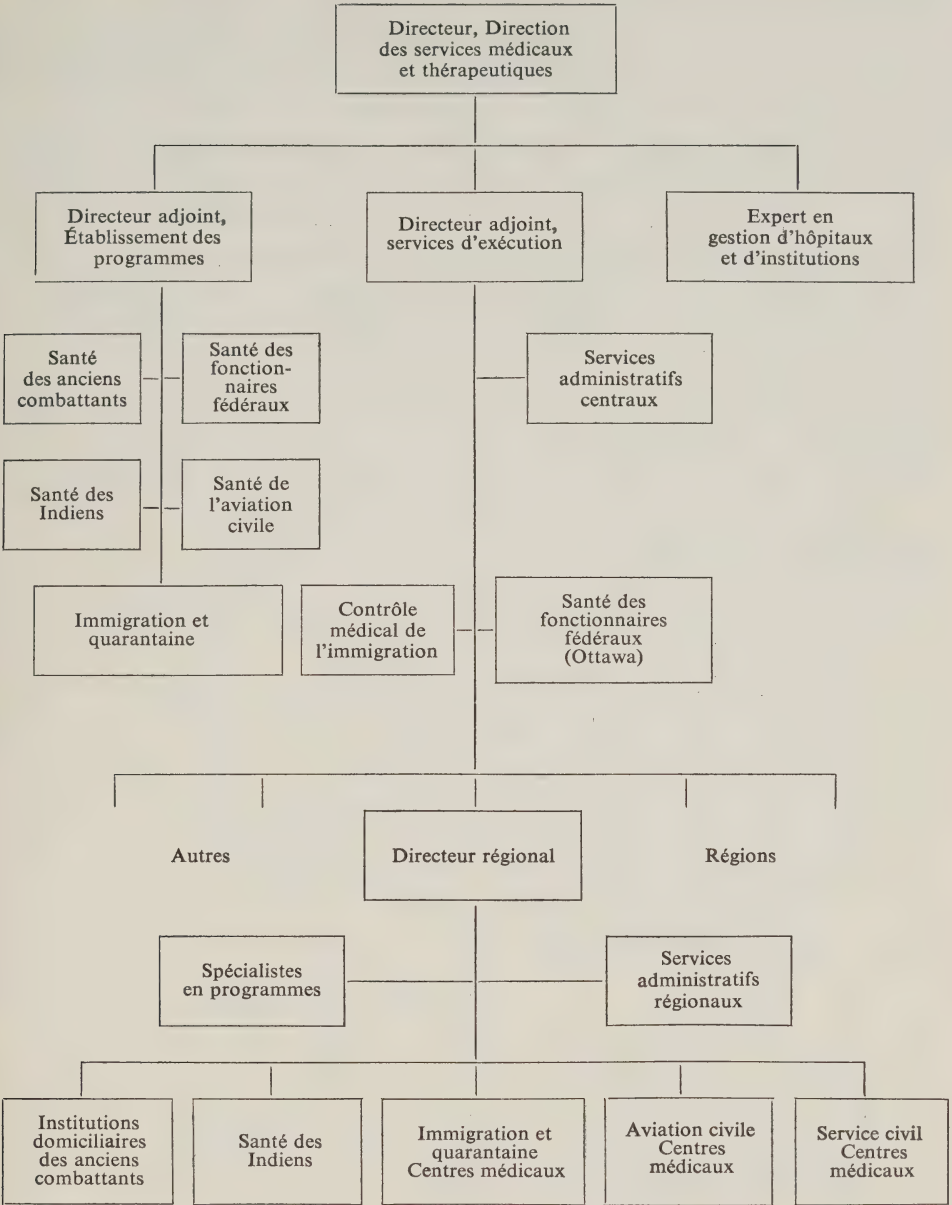 Directeur, Direction
des services médicaux
et thérapeutiques
Directeur adjoint,
Établissement des
programmes
Directeur adjoint,
services d'exécution
Expert en
gestion d'hôpitaux
et d'institutions
Santé
des anciens
combattants
Santé des
fonction-
naires
fédéraux
Services
administratifs
centraux
Santé des
Indiens
Santé de
l'aviation
civile
Immigration et
quarantaine
Contrôle
médical de
l'immigration
Santé des
fonctionnaires
fédéraux
(Ottawa)
Autres
Directeur régional
Régions
Spécialistes
en programmes
Services
administratifs
régionaux
Institutions
domiciliaires
des anciens
combattants
Santé des
Indiens
Immigration et
quarantaine
Centres médicaux
Aviation civile
Centres
médicaux
Service civil
Centres
médicaux